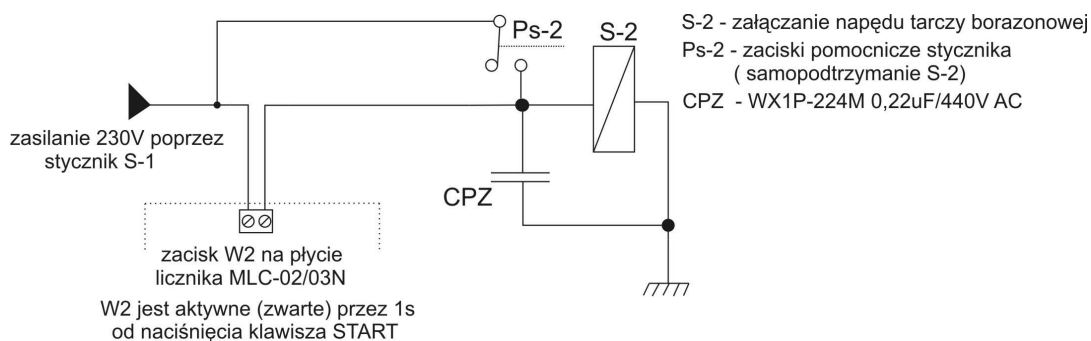 Ps-2
S-2
S-2 - załączanie napędu tarczy borazonowej
Ps-2 - zaciski pomocnicze stycznika
( samopodtrzymanie S-2)
CPZ - WX1P-224M 0,22uF/440V AC
zasilanie 230V poprzez
stycznik S-1
CPZ
zacisk W2 na płycie
licznika MLC-02/03N
W2 jest aktywne (zwarte) przez 1s
od naciśnięcia klawisza START